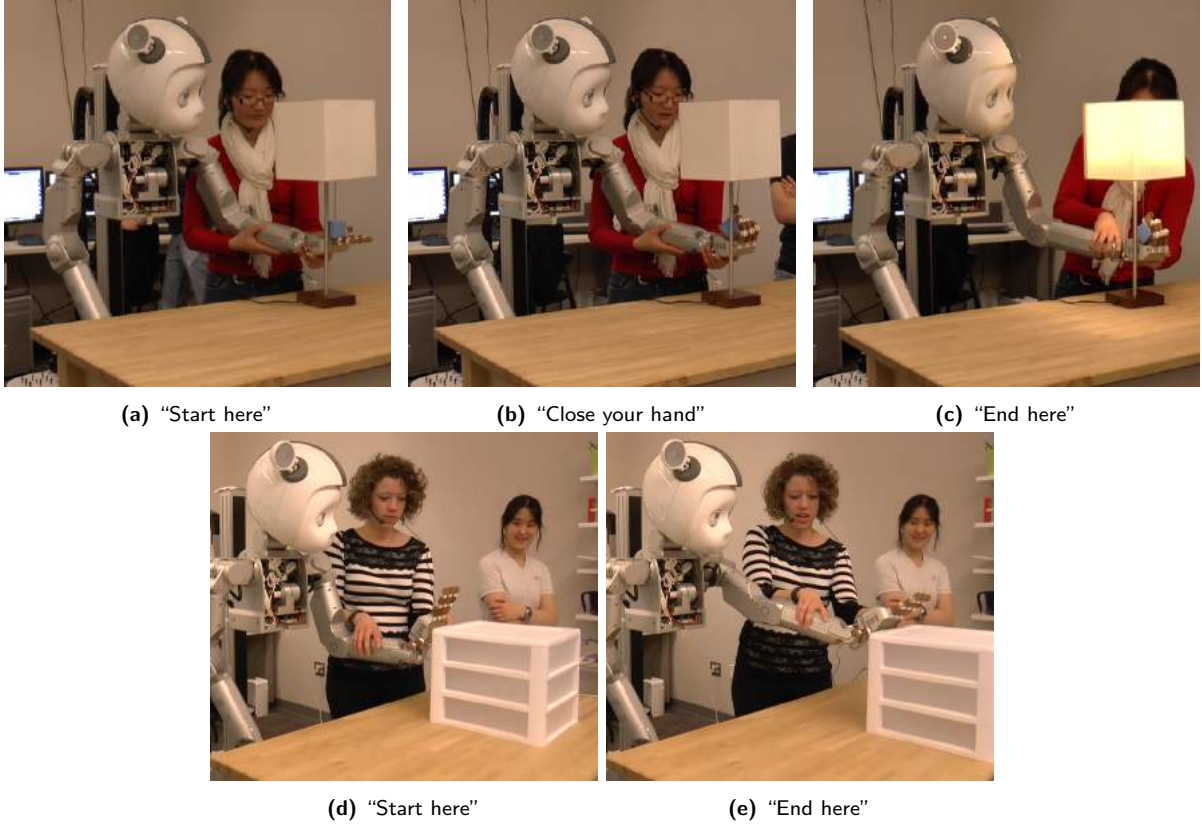 (a) “Start here”
(b) “Close your hand”
(c) “End here”
(d) “Start here”
(e) “End here”